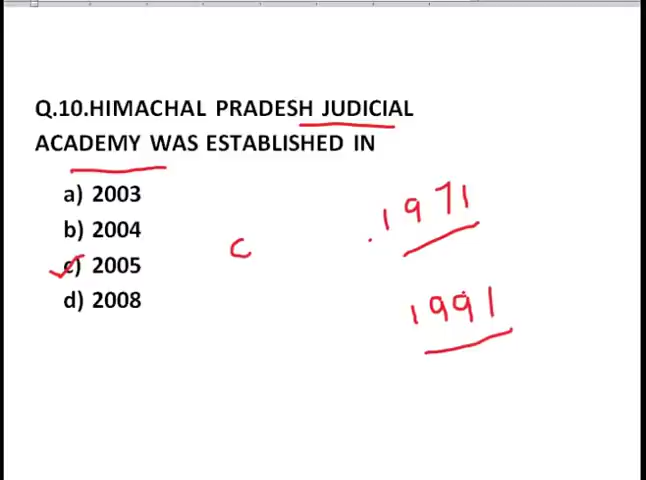 Q.10.HIMACHAL PRADESH JUDICIAL
ACADEMY WAS ESTABLISHED IN
a) 2003
b) 2004
c) 2005
d) 2008
C
1971
1991